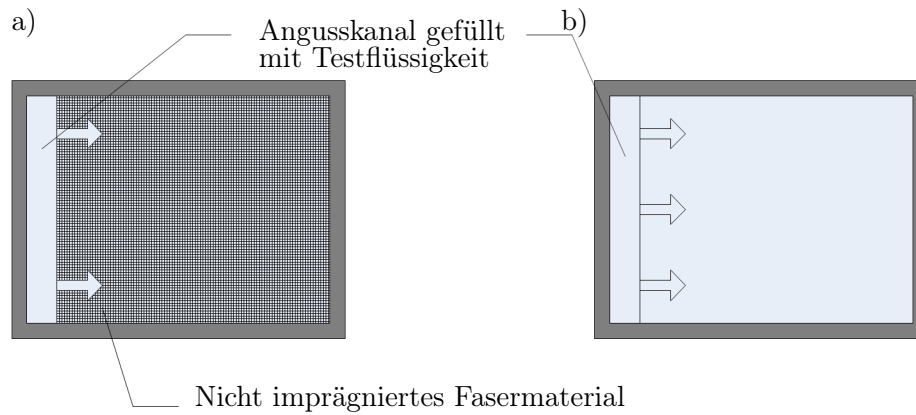 a)
Angusskanal gefüllt
mit Testflüssigkeit
b)
Nicht imprägniertes Fasermaterial